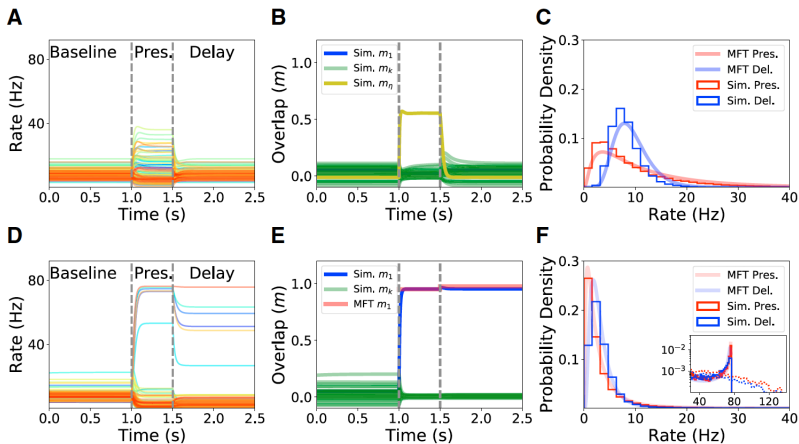 A
Baseline
Pres.
Delay
Rate (Hz)
80
40
0.0 0.5 1.0 1.5 2.0 2.5
Time (s)
B
Sim. m₁
Sim. mₖ
Sim. m_η
Overlap (m)
1.0
0.5
0.0
0.0 0.5 1.0 1.5 2.0 2.5
Time (s)
C
MFT Pres.
MFT Del.
Sim. Pres.
Sim. Del.
Probability Density
0.3
0.2
0.1
0 10 20 30 40
Rate (Hz)
D
Baseline
Pres.
Delay
Rate (Hz)
80
40
0.0 0.5 1.0 1.5 2.0 2.5
Time (s)
E
Sim. m₁
Sim. mₖ
MFT m₁
Overlap (m)
1.0
0.5
0.0
0.0 0.5 1.0 1.5 2.0 2.5
Time (s)
F
MFT Pres.
MFT Del.
Sim. Pres.
Sim. Del.
Probability Density
0.3
0.2
0.1
10⁻²
10⁻³
40 80 120
0 10 20 30 40
Rate (Hz)